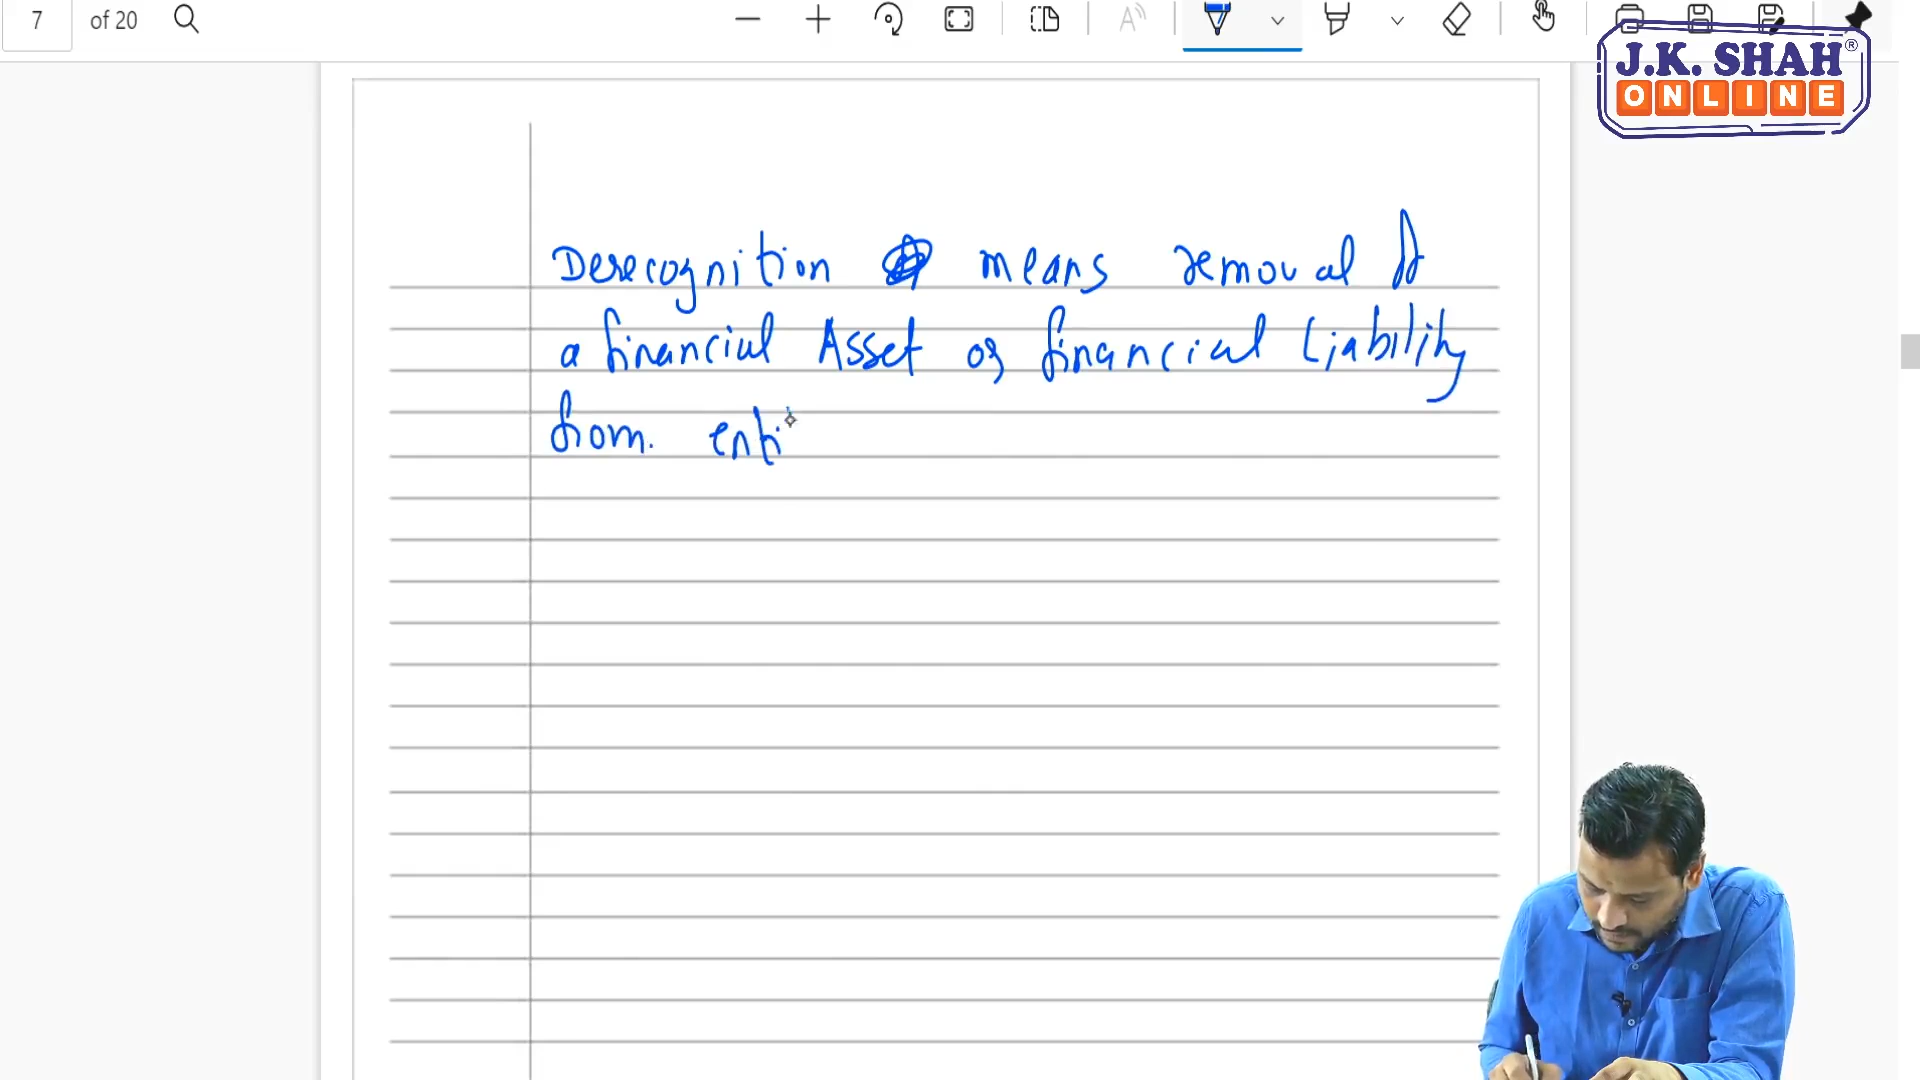 7 of 20
J.K. SHAH®
ONLINE
Derecognition means removal of
a financial Asset or financial Liability
from. enti